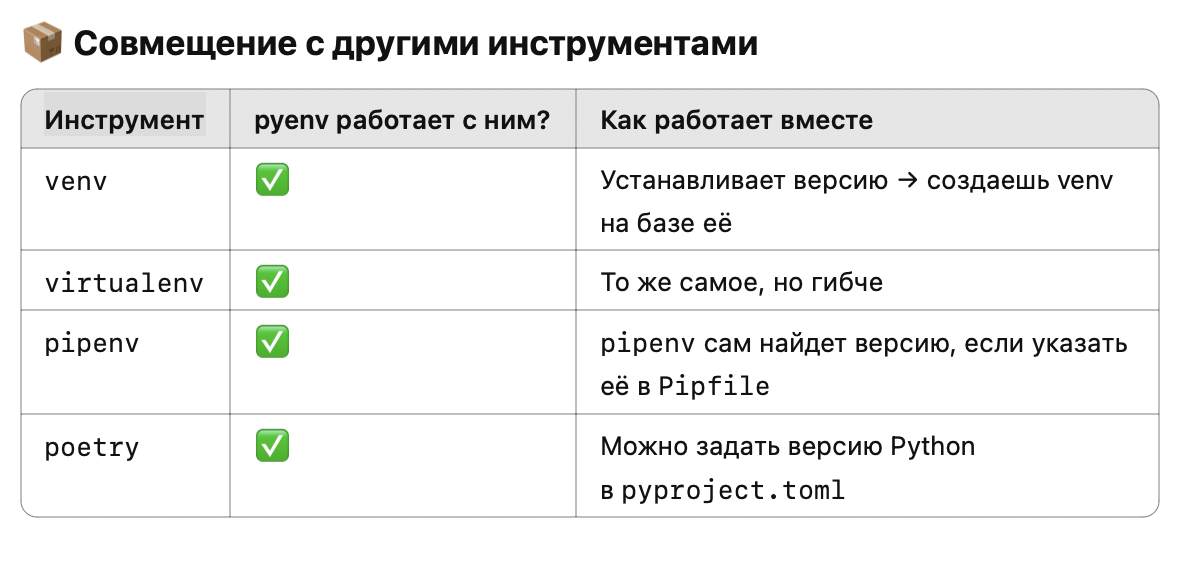 📦 Совмещение с другими инструментами
Инструмент pyenv работает с ним? Как работает вместе
venv ✅ Устанавливает версию → создаешь venv
на базе её
virtualenv ✅ То же самое, но гибче
pipenv ✅ pipenv сам найдет версию, если указать
её в Pipfile
poetry ✅ Можно задать версию Python
в pyproject.toml